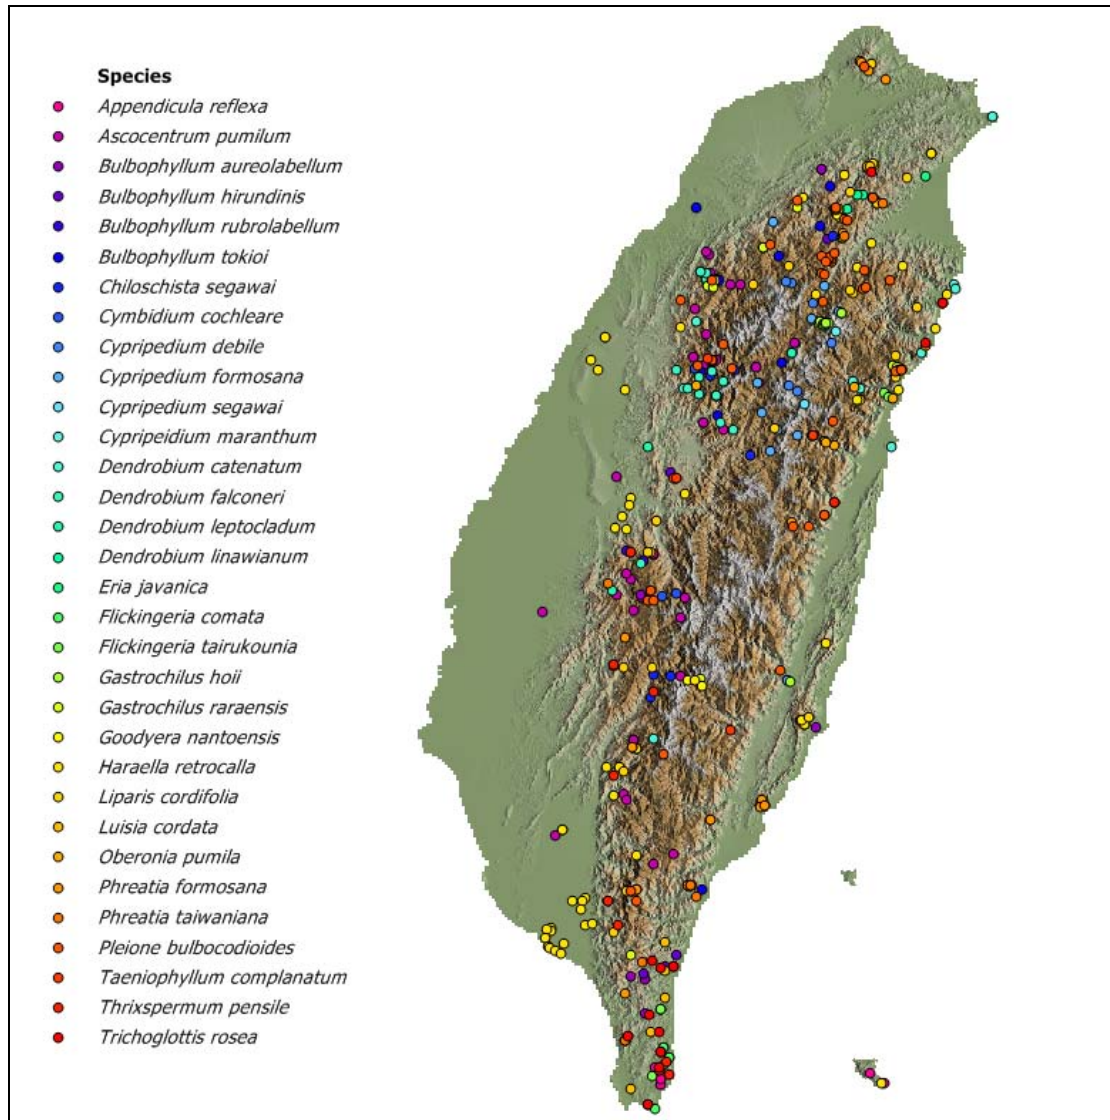 Species
Appendicula reflexa
Ascocentrum pumilum
Bulbophyllum aureolabellum
Bulbophyllum hirundinis
Bulbophyllum rubrolabellum
Bulbophyllum tokioi
Chiloschista segawai
Cymbidium cochleare
Cypripedium debile
Cypripedium formosana
Cypripedium segawai
Cypripeidium maranthum
Dendrobium catenatum
Dendrobium falconeri
Dendrobium leptocladum
Dendrobium linawianum
Eria javanica
Flickingeria comata
Flickingeria tairukounia
Gastrochilus hoii
Gastrochilus raraensis
Goodyera nantoensis
Haraella retrocalla
Liparis cordifolia
Luisia cordata
Oberonia pumila
Phreatia formosana
Phreatia taiwaniana
Pleione bulbocodioides
Taeniophyllum complanatum
Thrixspermum pensile
Trichoglottis rosea